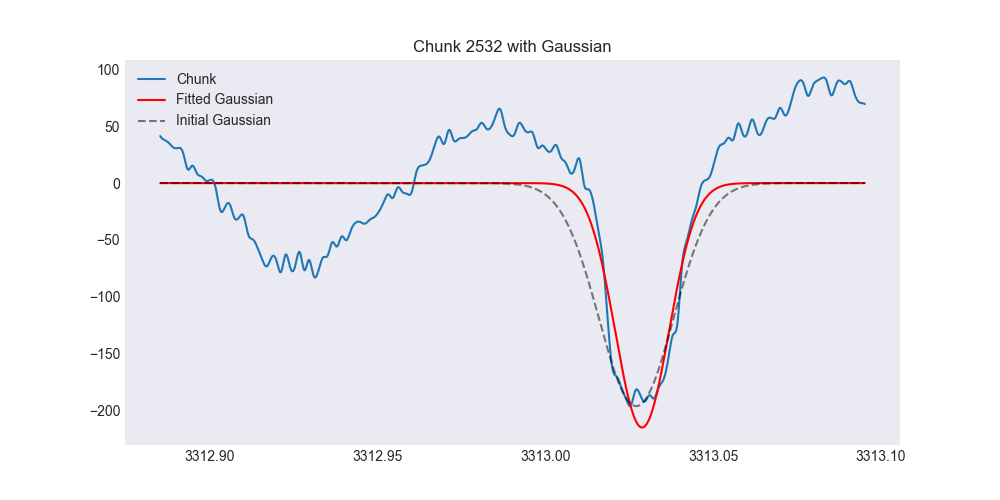 Chunk 2532 with Gaussian
100
50
0
−50
−100
−150
−200
Chunk
Fitted Gaussian
Initial Gaussian
3312.90 3312.95 3313.00 3313.05 3313.10